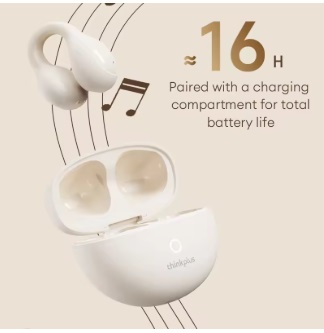 ≈16H
Paired with a charging
compartment for total
battery life
thinkplus